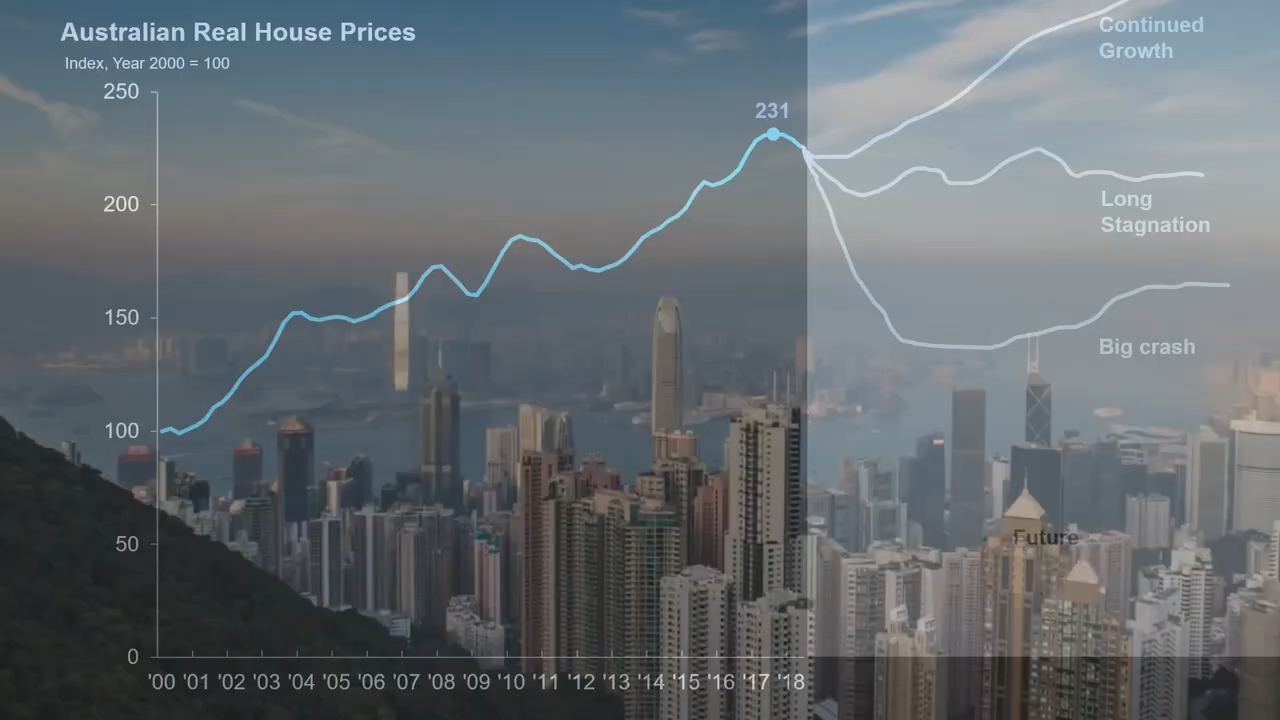 Australian Real House Prices
Index, Year 2000 = 100
250
200
150
100
50
0
'00 '01 '02 '03 '04 '05 '06 '07 '08 '09 '10 '11 '12 '13 '14 '15 '16 '17 '18
231
Continued
Growth
Long
Stagnation
Big crash
Future